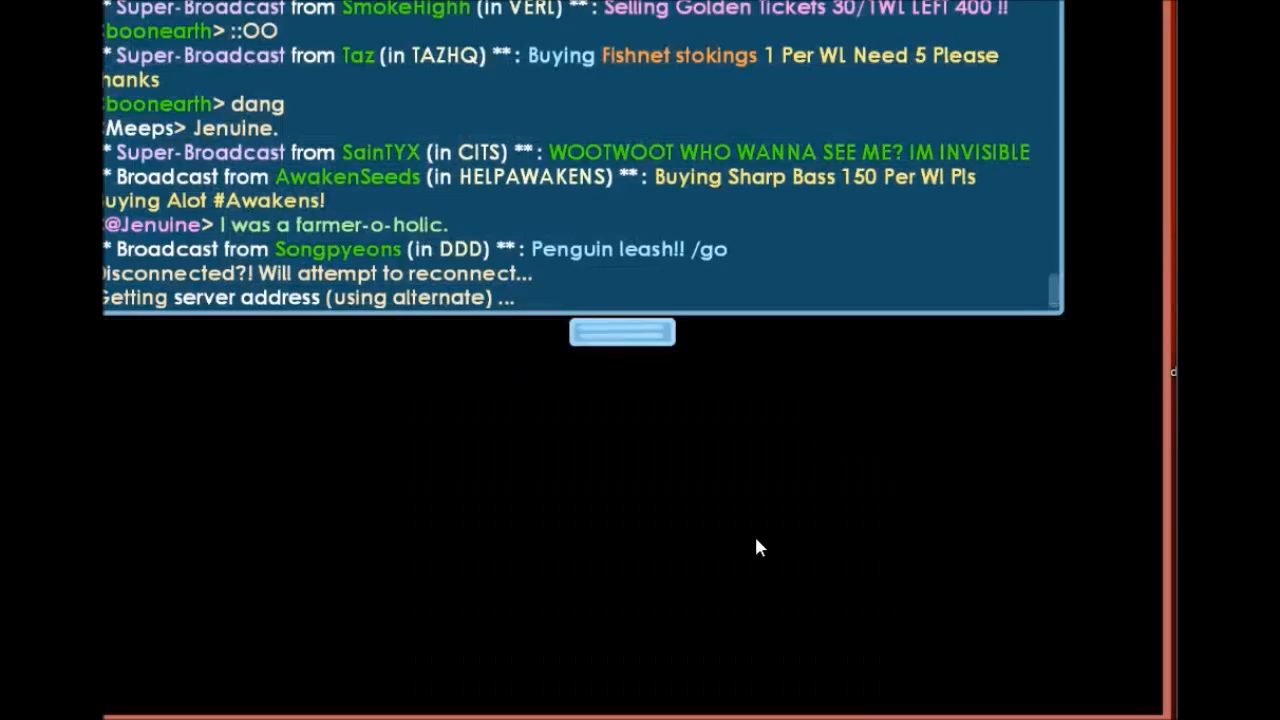 * Super-Broadcast from SmokeHighh (in VERL) ** : Selling Golden Tickets 30/1WL LEFT 400 !!
boonearth> ::OO
* Super-Broadcast from Taz (in TAZHQ) ** : Buying Fishnet stokings 1 Per WL Need 5 Please
hanks
boonearth> dang
Meeps> Jenuine.
* Super-Broadcast from SainTYX (in CITS) ** : WOOTWOOT WHO WANNA SEE ME? IM INVISIBLE
* Broadcast from AwakenSeeds (in HELPAWAKENS) ** : Buying Sharp Bass 150 Per Wl Pls
uying Alot #Awakens!
@Jenuine> I was a farmer-o-holic.
* Broadcast from Songpyeons (in DDD) ** : Penguin leash!! /go
isconnected?! Will attempt to reconnect...
Getting server address (using alternate) ...
d